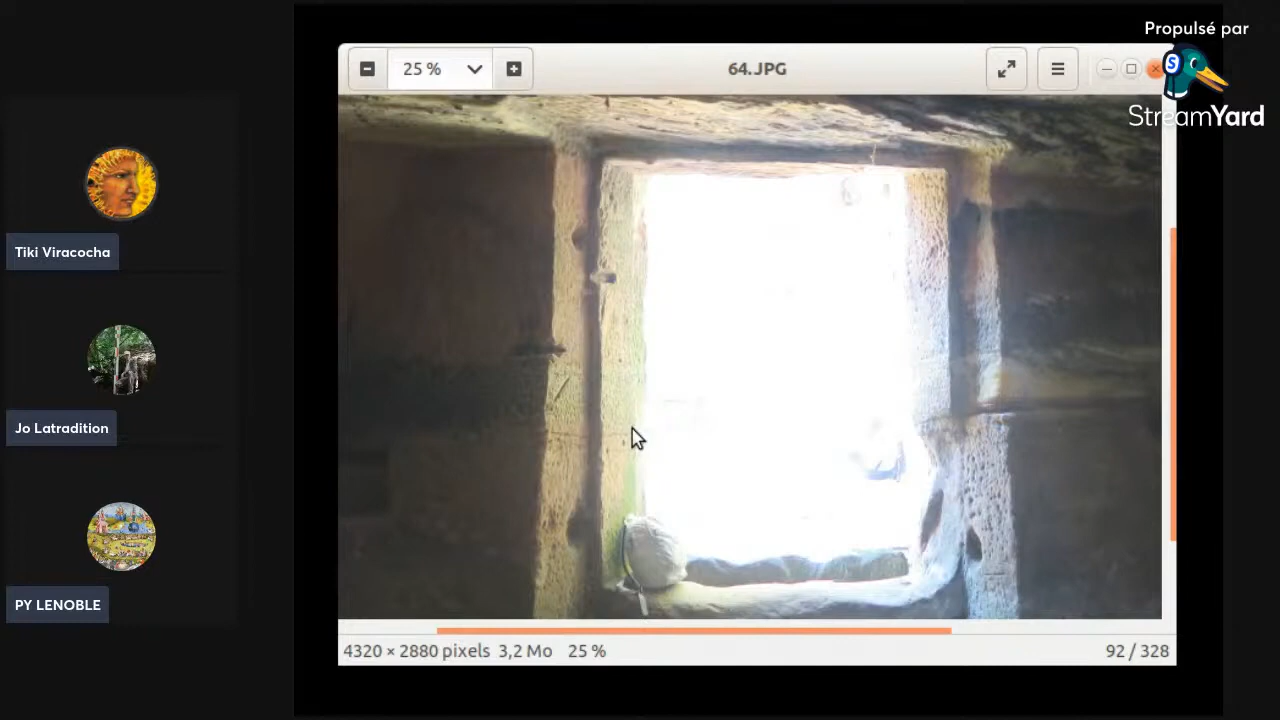 Propulsé par
StreamYard
25 %
64.JPG
Tiki Viracocha
Jo Latradition
PY LENOBLE
4320 × 2880 pixels 3,2 Mo 25 %
92 / 328